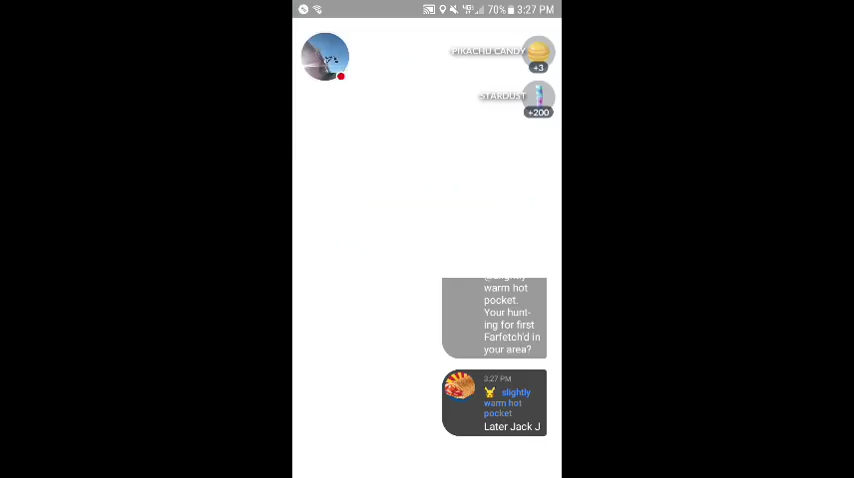 70% 3:27 PM
PIKACHU CANDY
+3
STARDUST
+200
warm hot
pocket.
Your hunt-
ing for first
Farfetch'd in
your area?
3:27 PM
slightly
warm hot
pocket
Later Jack J